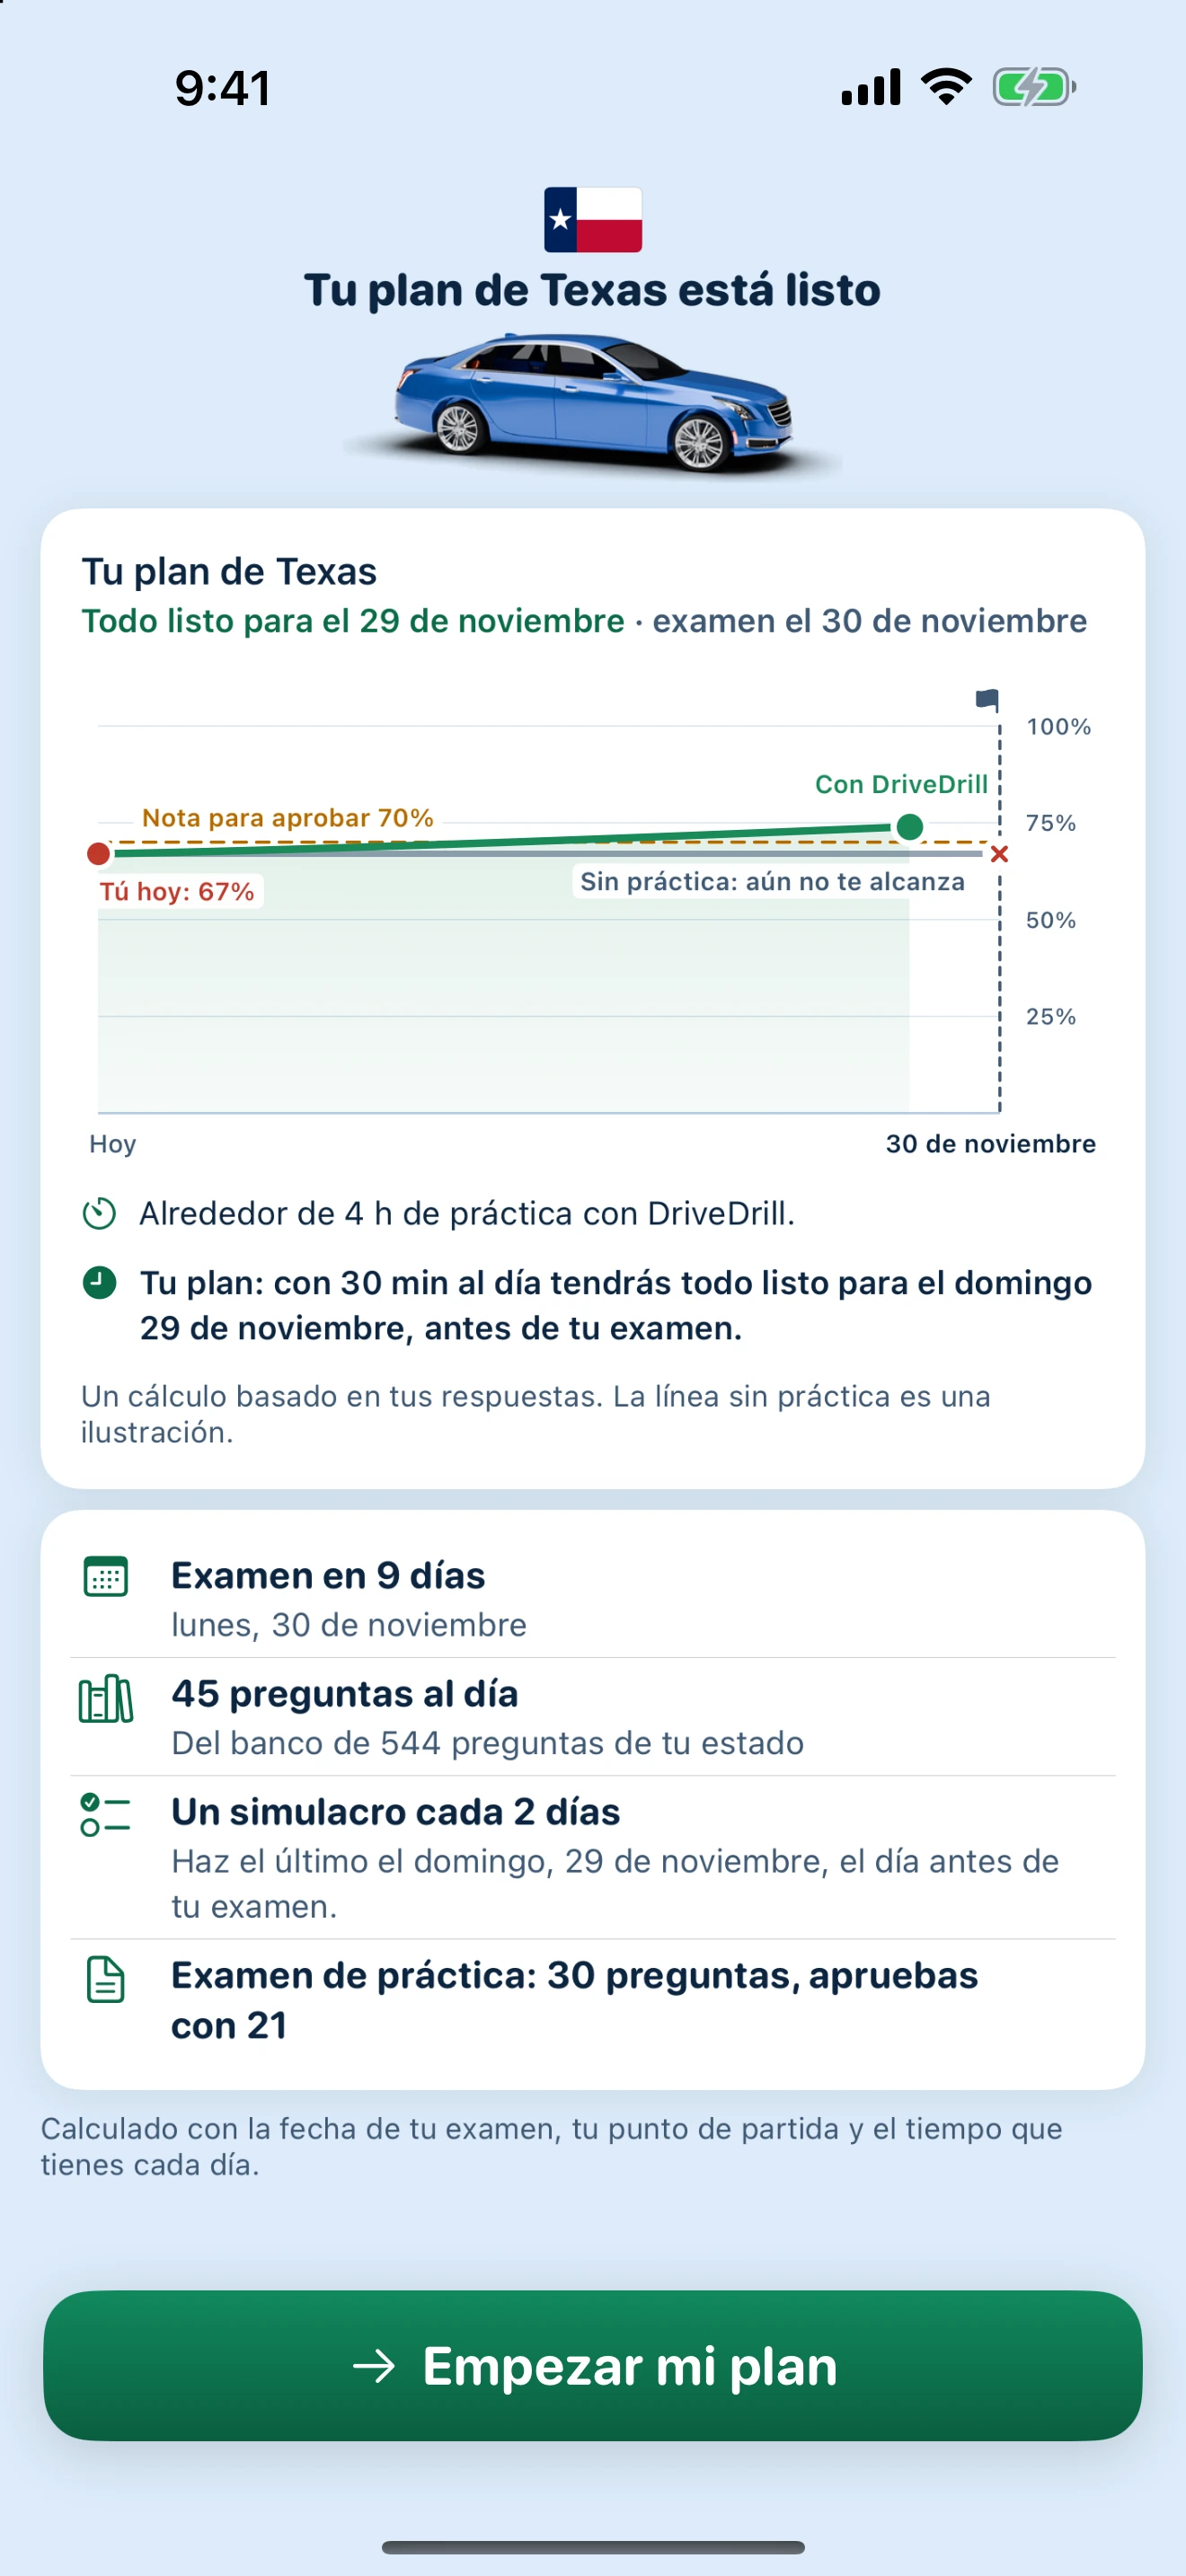 9:41
Tu plan de Texas está listo
Tu plan de Texas
Todo listo para el 29 de noviembre · examen el 30 de noviembre
100%
Con DriveDrill
Nota para aprobar 70%
75%
Tú hoy: 67%
Sin práctica: aún no te alcanza
50%
25%
Hoy
30 de noviembre
Alrededor de 4 h de práctica con DriveDrill.
Tu plan: con 30 min al día tendrás todo listo para el domingo
29 de noviembre, antes de tu examen.
Un cálculo basado en tus respuestas. La línea sin práctica es una
ilustración.
Examen en 9 días
lunes, 30 de noviembre
45 preguntas al día
Del banco de 544 preguntas de tu estado
Un simulacro cada 2 días
Haz el último el domingo, 29 de noviembre, el día antes de
tu examen.
Examen de práctica: 30 preguntas, apruebas
con 21
Calculado con la fecha de tu examen, tu punto de partida y el tiempo que
tienes cada día.
→ Empezar mi plan